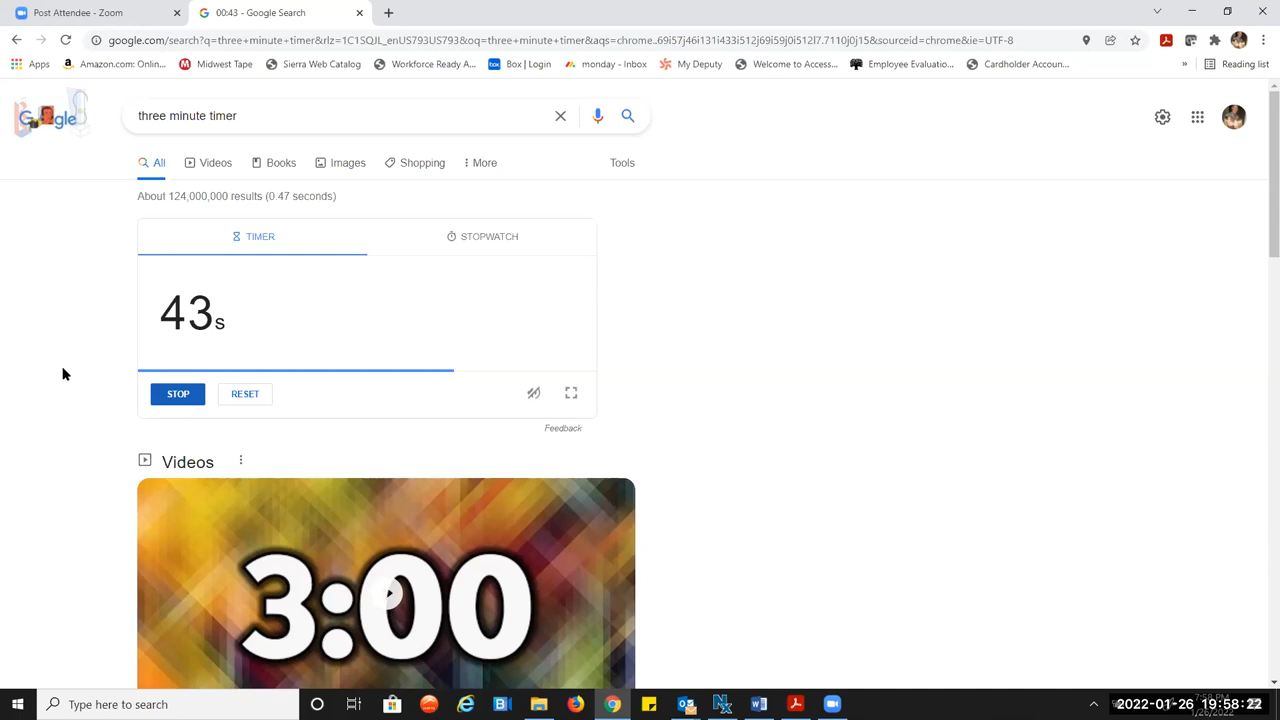 Post Attendee - Zoom
00:43 - Google Search
google.com/search?q=three+minute+timer&rlz=1C1SQJL_enUS793US793&oq=three+minute+timer&aqs=chrome..69i57j46i131i433i512j69i59j0i512l7.7110j0j15&sourceid=chrome&ie=UTF-8
Apps
Amazon.com: Onlin...
Midwest Tape
Sierra Web Catalog
Workforce Ready A...
box
Box | Login
monday - Inbox
My Deputy
Welcome to Access...
Employee Evaluatio...
Cardholder Accoun...
»
Reading list
Google
three minute timer
All
Videos
Books
Images
Shopping
More
Tools
About 124,000,000 results (0.47 seconds)
TIMER
STOPWATCH
43s
STOP
RESET
Feedback
Videos
3:00
Type here to search
2022-01-26 19:58:22